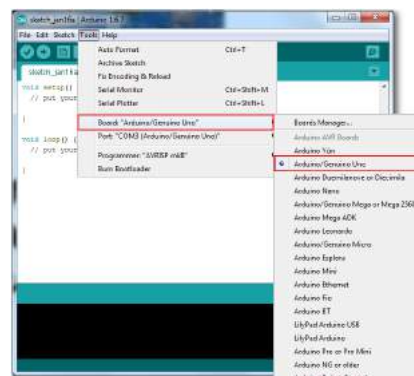 sketch_jan16a | Arduino 1.6.7
File Edit Sketch Tools Help
Auto Format Ctrl+T
Archive Sketch
Fix Encoding & Reload
Serial Monitor Ctrl+Shift+M
Serial Plotter Ctrl+Shift+L
Board: "Arduino/Genuino Uno"
Port: "COM3 (Arduino/Genuino Uno)"
Programmer: "AVRISP mkII"
Burn Bootloader
void setup()
// put your
}
void loop() {
// put your
}
Boards Manager...
Arduino AVR Boards
Arduino Yún
Arduino/Genuino Uno
Arduino Duemilanove or Diecimila
Arduino Nano
Arduino/Genuino Mega or Mega 2560
Arduino Mega ADK
Arduino Leonardo
Arduino/Genuino Micro
Arduino Esplora
Arduino Mini
Arduino Ethernet
Arduino Fio
Arduino BT
LilyPad Arduino USB
LilyPad Arduino
Arduino Pro or Pro Mini
Arduino NG or older